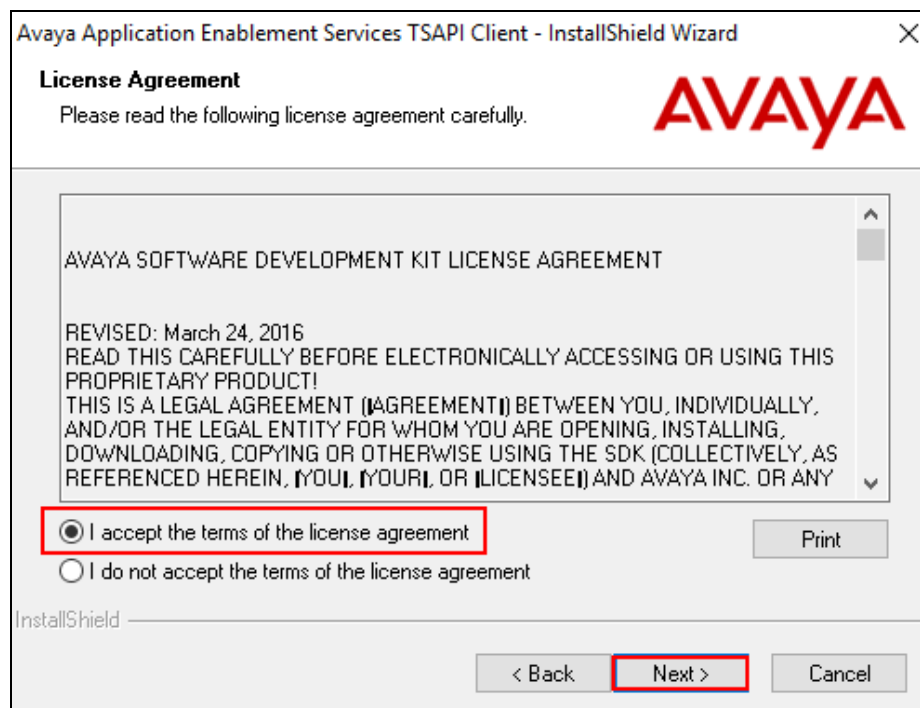 Avaya Application Enablement Services TSAPI Client - InstallShield Wizard
License Agreement
Please read the following license agreement carefully.
AVAYA
AVAYA SOFTWARE DEVELOPMENT KIT LICENSE AGREEMENT
REVISED: March 24, 2016
READ THIS CAREFULLY BEFORE ELECTRONICALLY ACCESSING OR USING THIS
PROPRIETARY PRODUCT!
THIS IS A LEGAL AGREEMENT (▯AGREEMENT▯) BETWEEN YOU, INDIVIDUALLY,
AND/OR THE LEGAL ENTITY FOR WHOM YOU ARE OPENING, INSTALLING,
DOWNLOADING, COPYING OR OTHERWISE USING THE SDK (COLLECTIVELY, AS
REFERENCED HEREIN, ▯YOU▯, ▯YOUR▯, OR ▯LICENSEE▯) AND AVAYA INC. OR ANY
I accept the terms of the license agreement
Print
I do not accept the terms of the license agreement
InstallShield
< Back
Next >
Cancel